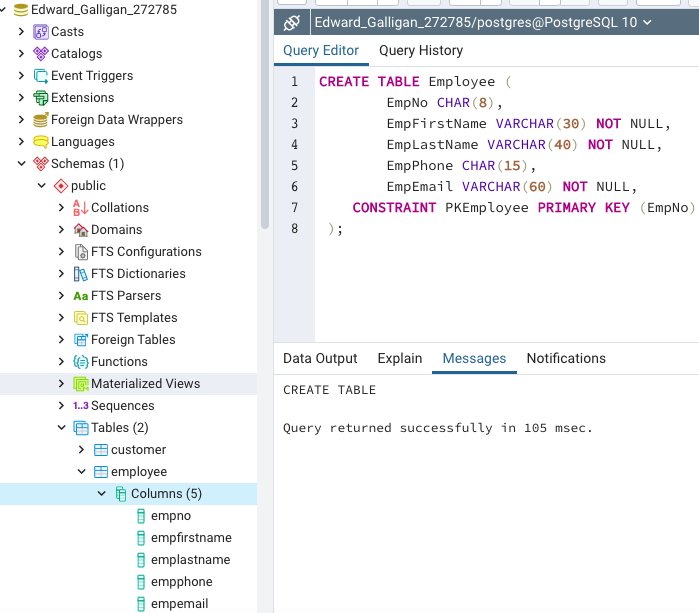 Edward_Galligan_272785
Casts
Catalogs
Event Triggers
Extensions
Foreign Data Wrappers
Languages
Schemas (1)
public
Collations
Domains
FTS Configurations
FTS Dictionaries
Aa FTS Parsers
FTS Templates
Foreign Tables
Functions
Materialized Views
1..3 Sequences
Tables (2)
customer
employee
Columns (5)
empno
empfirstname
emplastname
empphone
empemail
Edward_Galligan_272785/postgres@PostgreSQL 10
Query Editor Query History
1 CREATE TABLE Employee (
2 EmpNo CHAR(8),
3 EmpFirstName VARCHAR(30) NOT NULL,
4 EmpLastName VARCHAR(40) NOT NULL,
5 EmpPhone CHAR(15),
6 EmpEmail VARCHAR(60) NOT NULL,
7 CONSTRAINT PKEmployee PRIMARY KEY (EmpNo)
8 );
Data Output Explain Messages Notifications
CREATE TABLE
Query returned successfully in 105 msec.